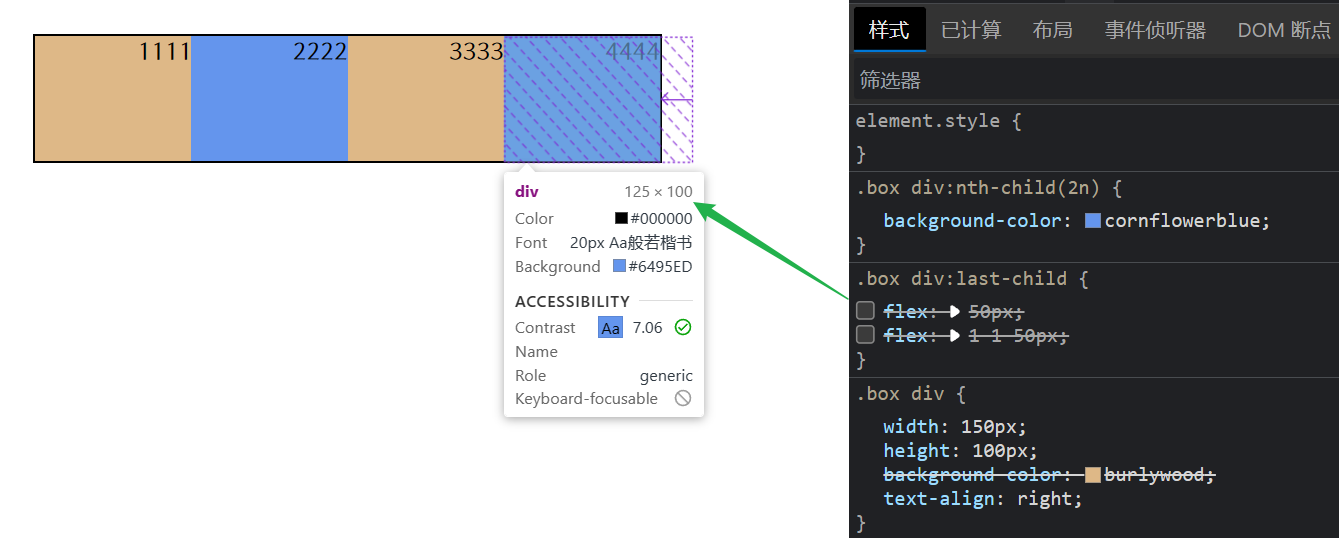 1111 2222 3333 4444
div 125 × 100
Color #000000
Font 20px Aa般若楷书
Background #6495ED
ACCESSIBILITY
Contrast Aa 7.06
Name
Role generic
Keyboard-focusable
样式 已计算 布局 事件侦听器 DOM 断点
筛选器
element.style {
}
.box div:nth-child(2n) {
background-color: cornflowerblue;
}
.box div:last-child {
flex: 50px;
flex: 1 1 50px;
}
.box div {
width: 150px;
height: 100px;
background-color: burlywood;
text-align: right;
}